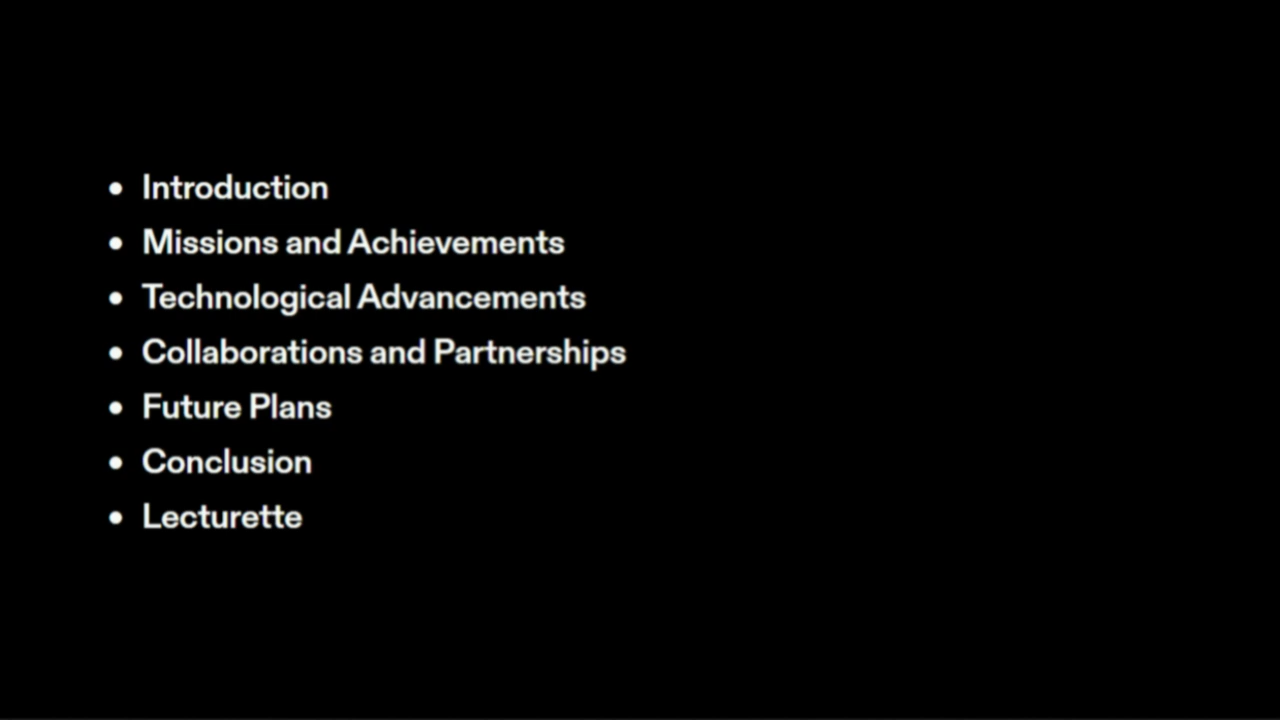 • Introduction
• Missions and Achievements
• Technological Advancements
• Collaborations and Partnerships
• Future Plans
• Conclusion
• Lecturette